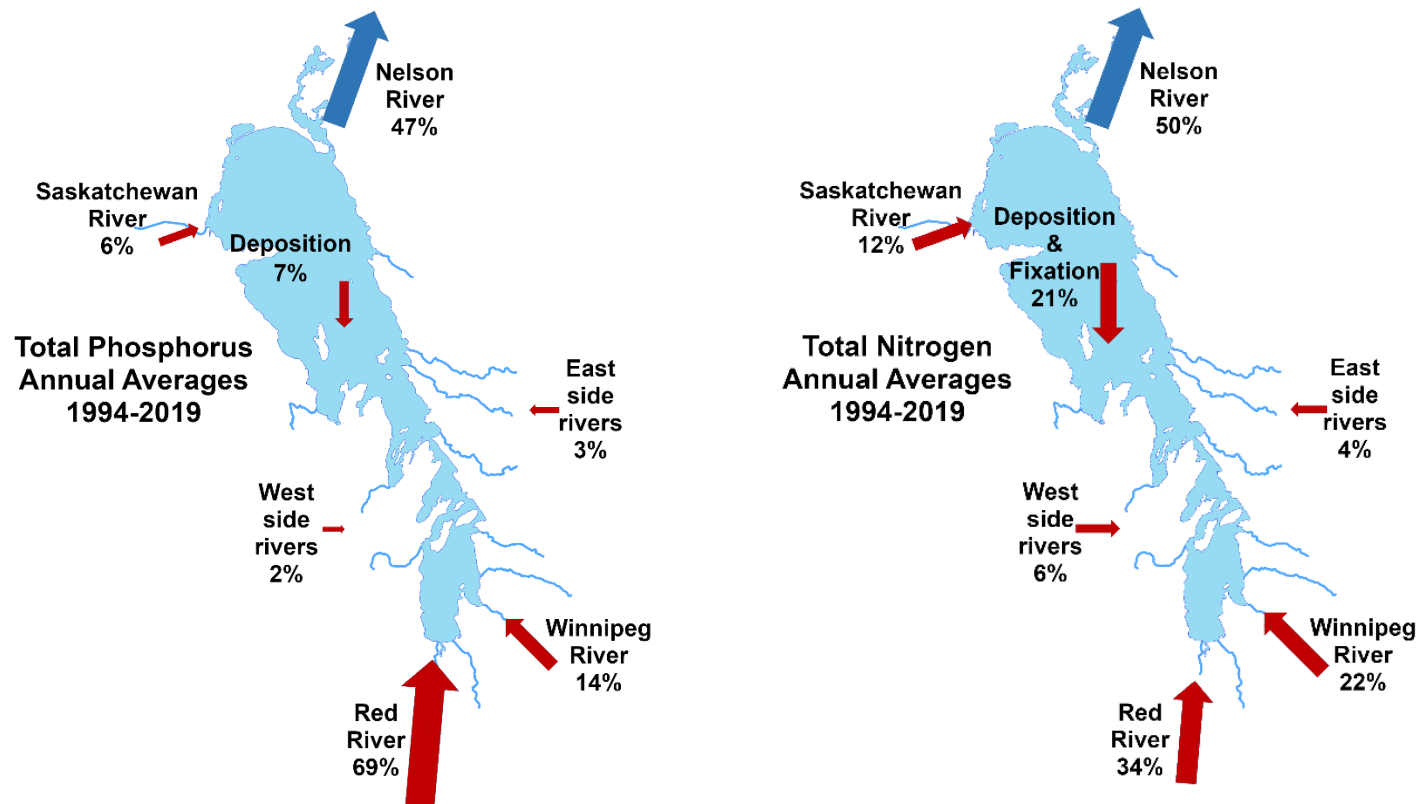 Nelson
River
47%
Saskatchewan
River
6%
Deposition
7%
Total Phosphorus
Annual Averages
1994-2019
East
side
rivers
3%
West
side
rivers
2%
Winnipeg
River
14%
Red
River
69%
Nelson
River
50%
Saskatchewan
River
12%
Deposition
&
Fixation
21%
Total Nitrogen
Annual Averages
1994-2019
East
side
rivers
4%
West
side
rivers
6%
Winnipeg
River
22%
Red
River
34%